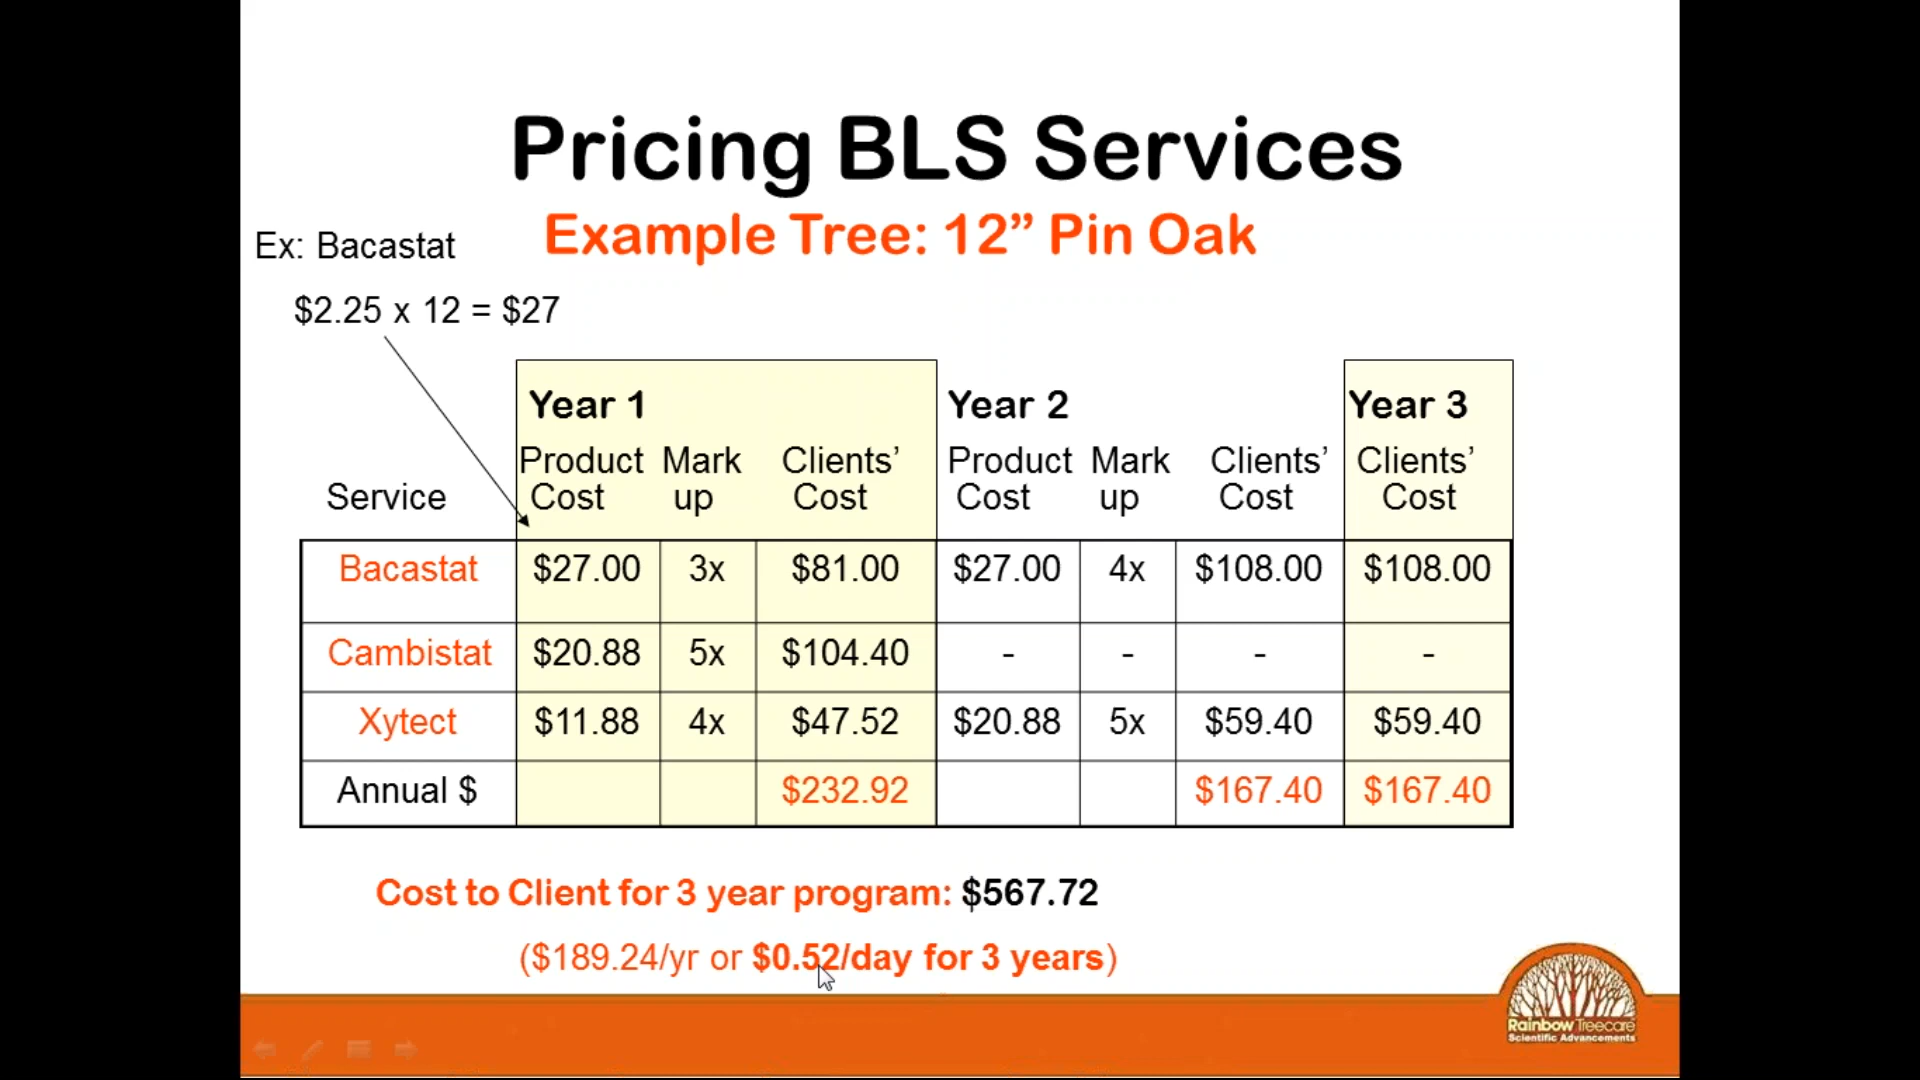 Pricing BLS Services
Example Tree: 12” Pin Oak
Ex: Bacastat
$2.25 x 12 = $27
Year 1 Year 2 Year 3
Product Mark Clients’ Product Mark Clients’ Clients’
Service Cost up Cost Cost up Cost Cost
Bacastat $27.00 3x $81.00 $27.00 4x $108.00 $108.00
Cambistat $20.88 5x $104.40 - - - -
Xytect $11.88 4x $47.52 $20.88 5x $59.40 $59.40
Annual $ $232.92 $167.40 $167.40
Cost to Client for 3 year program: $567.72
($189.24/yr or $0.52/day for 3 years)
Rainbow Treecare
Scientific Advancements